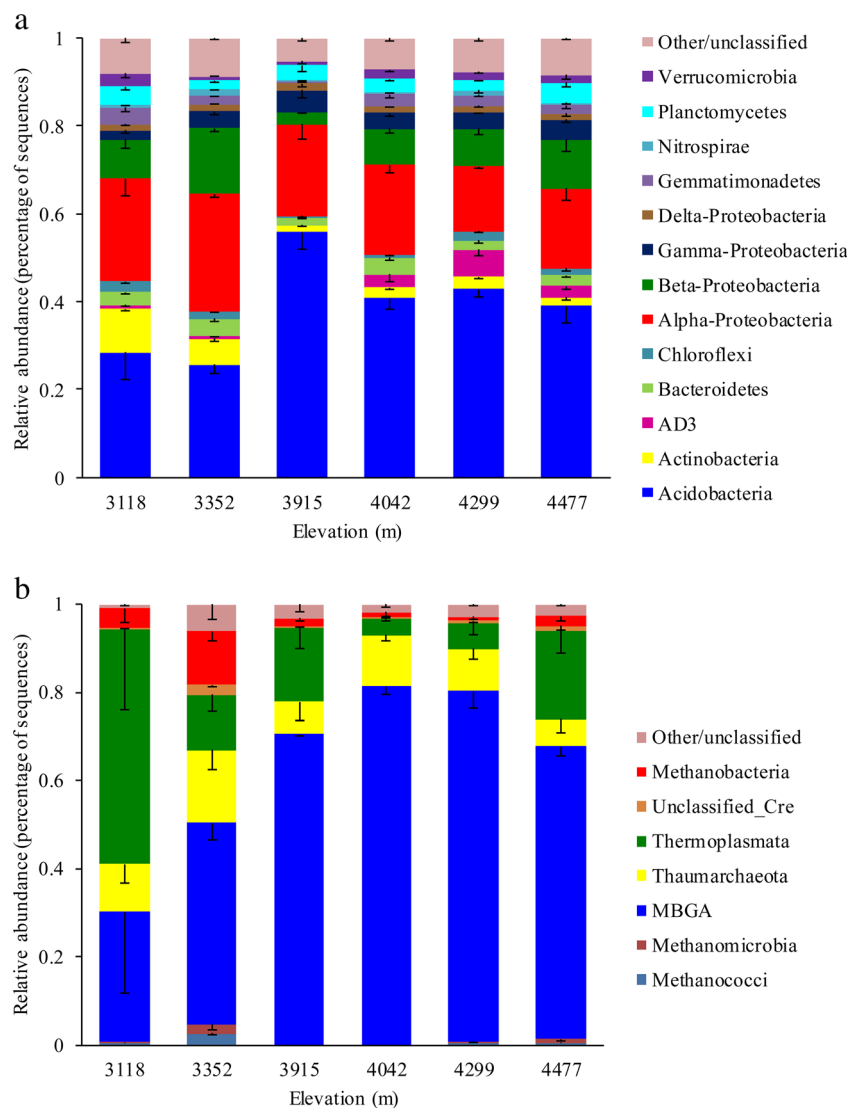 a
Relative abundance (percentage of sequences)
1
0.8
0.6
0.4
0.2
0
3118 3352 3915 4042 4299 4477
Elevation (m)
Other/unclassified
Verrucomicrobia
Planctomycetes
Nitrospirae
Gemmatimonadetes
Delta-Proteobacteria
Gamma-Proteobacteria
Beta-Proteobacteria
Alpha-Proteobacteria
Chloroflexi
Bacteroidetes
AD3
Actinobacteria
Acidobacteria
b
Relative abundance (percentage of sequences)
1
0.8
0.6
0.4
0.2
0
3118 3352 3915 4042 4299 4477
Elevation (m)
Other/unclassified
Methanobacteria
Unclassified_Cre
Thermoplasmata
Thaumarchaeota
MBGA
Methanomicrobia
Methanococci